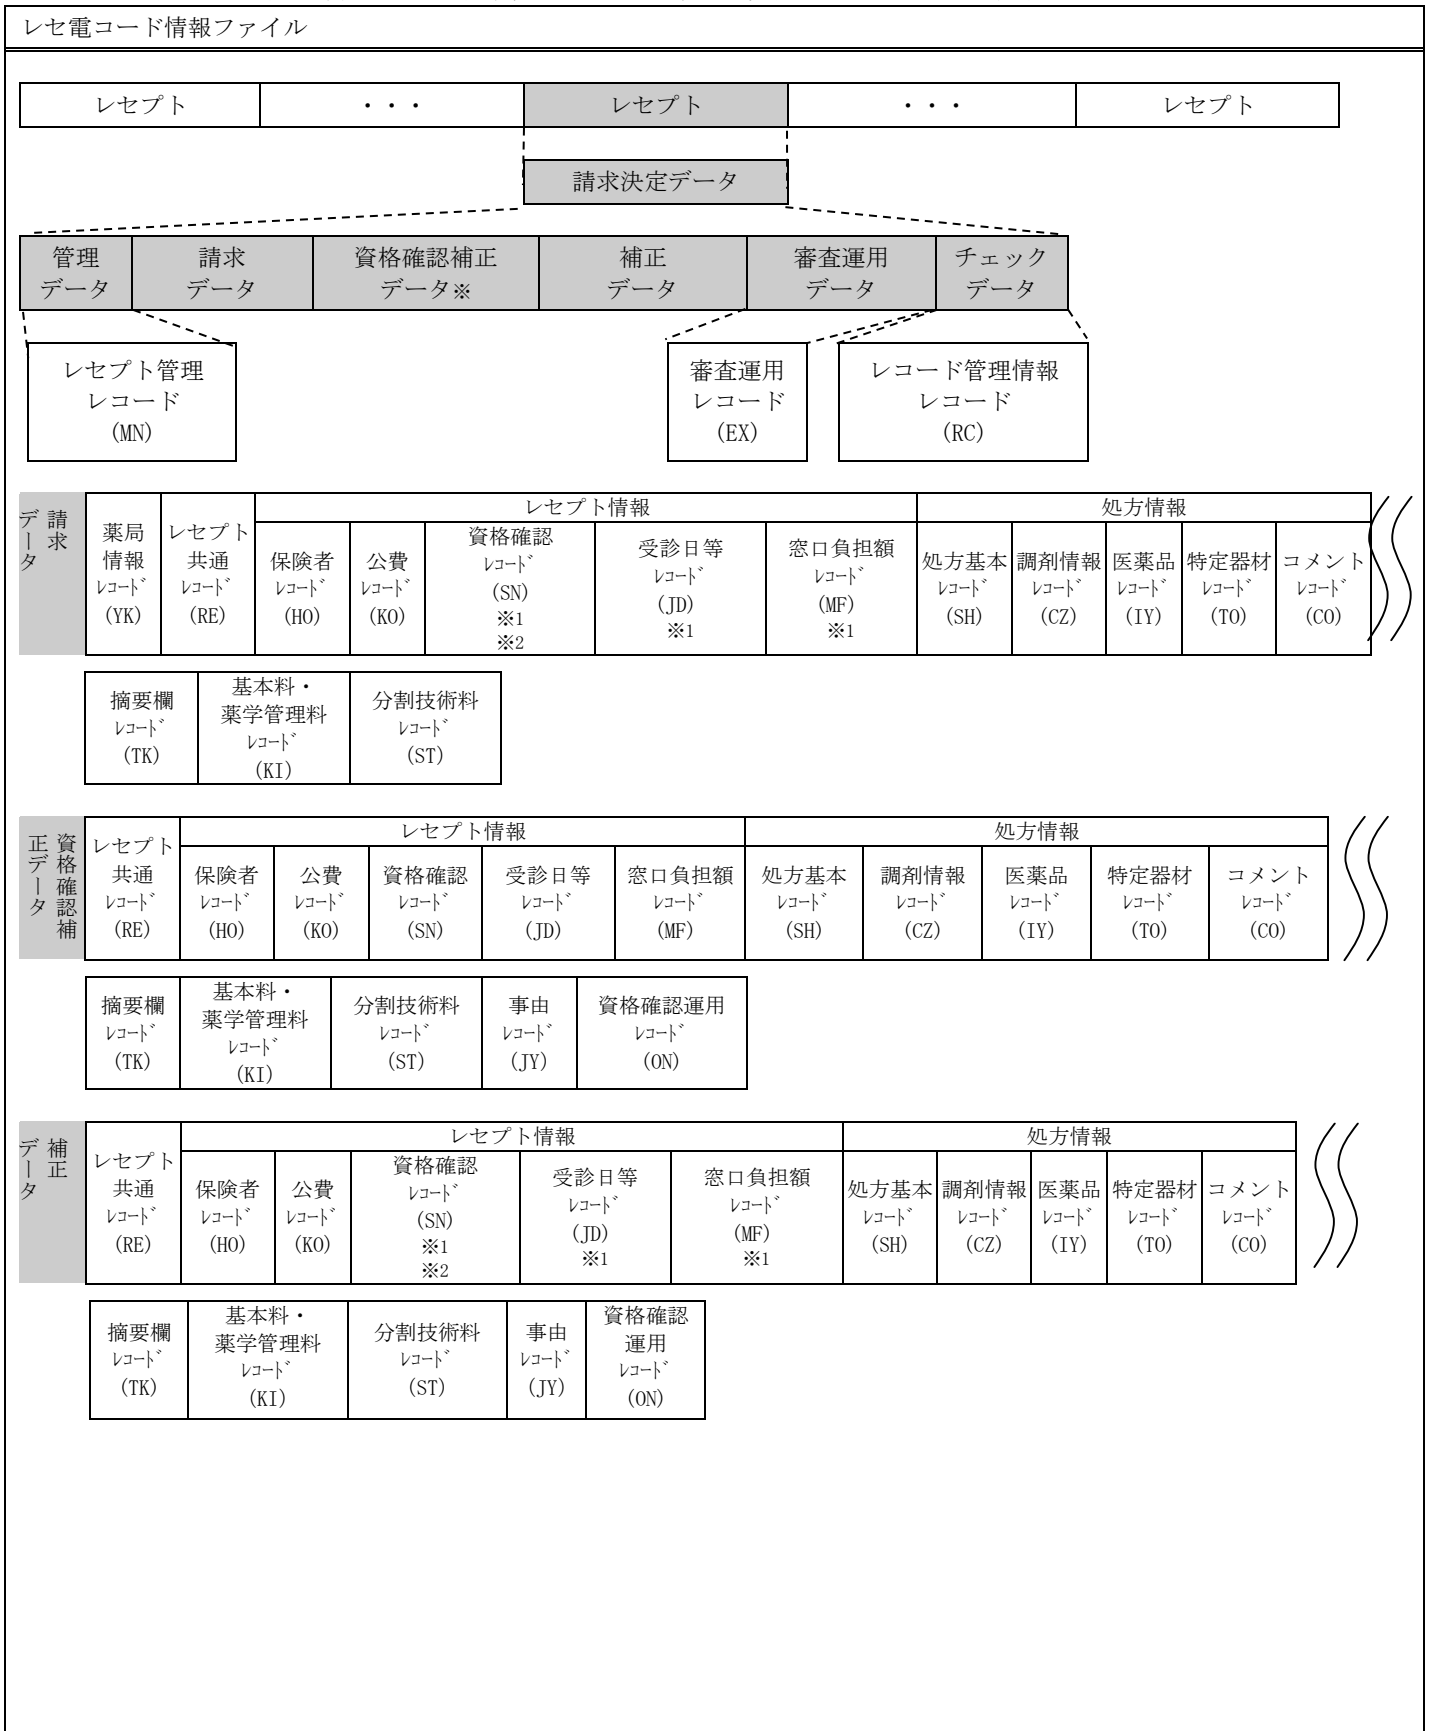 レセ電コード情報ファイル
レセプト ・・・ レセプト ・・・ レセプト
請求決定データ
管理
データ
請求
データ
資格確認補正
データ※
補正
データ
審査運用
データ
チェック
データ
レセプト管理
レコード
(MN)
審査運用
レコード
(EX)
レコード管理情報
レコード
(RC)
請求
データ
薬局
情報
ﾚｺｰﾄﾞ
(YK)
レセプト
共通
ﾚｺｰﾄﾞ
(RE)
レセプト情報
保険者
ﾚｺｰﾄﾞ
(HO)
公費
ﾚｺｰﾄﾞ
(KO)
資格確認
ﾚｺｰﾄﾞ
(SN)
※1
※2
受診日等
ﾚｺｰﾄﾞ
(JD)
※1
窓口負担額
ﾚｺｰﾄﾞ
(MF)
※1
処方情報
処方基本
ﾚｺｰﾄﾞ
(SH)
調剤情報
ﾚｺｰﾄﾞ
(CZ)
医薬品
ﾚｺｰﾄﾞ
(IY)
特定器材
ﾚｺｰﾄﾞ
(TO)
コメント
ﾚｺｰﾄﾞ
(CO)
摘要欄
ﾚｺｰﾄﾞ
(TK)
基本料・
薬学管理料
ﾚｺｰﾄﾞ
(KI)
分割技術料
ﾚｺｰﾄﾞ
(ST)
資格確認補
正データ
レセプト
共通
ﾚｺｰﾄﾞ
(RE)
レセプト情報
保険者
ﾚｺｰﾄﾞ
(HO)
公費
ﾚｺｰﾄﾞ
(KO)
資格確認
ﾚｺｰﾄﾞ
(SN)
受診日等
ﾚｺｰﾄﾞ
(JD)
窓口負担額
ﾚｺｰﾄﾞ
(MF)
処方情報
処方基本
ﾚｺｰﾄﾞ
(SH)
調剤情報
ﾚｺｰﾄﾞ
(CZ)
医薬品
ﾚｺｰﾄﾞ
(IY)
特定器材
ﾚｺｰﾄﾞ
(TO)
コメント
ﾚｺｰﾄﾞ
(CO)
摘要欄
ﾚｺｰﾄﾞ
(TK)
基本料・
薬学管理料
ﾚｺｰﾄﾞ
(KI)
分割技術料
ﾚｺｰﾄﾞ
(ST)
事由
ﾚｺｰﾄﾞ
(JY)
資格確認運用
ﾚｺｰﾄﾞ
(ON)
補正
データ
レセプト
共通
ﾚｺｰﾄﾞ
(RE)
レセプト情報
保険者
ﾚｺｰﾄﾞ
(HO)
公費
ﾚｺｰﾄﾞ
(KO)
資格確認
ﾚｺｰﾄﾞ
(SN)
※1
※2
受診日等
ﾚｺｰﾄﾞ
(JD)
※1
窓口負担額
ﾚｺｰﾄﾞ
(MF)
※1
処方情報
処方基本
ﾚｺｰﾄﾞ
(SH)
調剤情報
ﾚｺｰﾄﾞ
(CZ)
医薬品
ﾚｺｰﾄﾞ
(IY)
特定器材
ﾚｺｰﾄﾞ
(TO)
コメント
ﾚｺｰﾄﾞ
(CO)
摘要欄
ﾚｺｰﾄﾞ
(TK)
基本料・
薬学管理料
ﾚｺｰﾄﾞ
(KI)
分割技術料
ﾚｺｰﾄﾞ
(ST)
事由
ﾚｺｰﾄﾞ
(JY)
資格確認
運用
ﾚｺｰﾄﾞ
(ON)